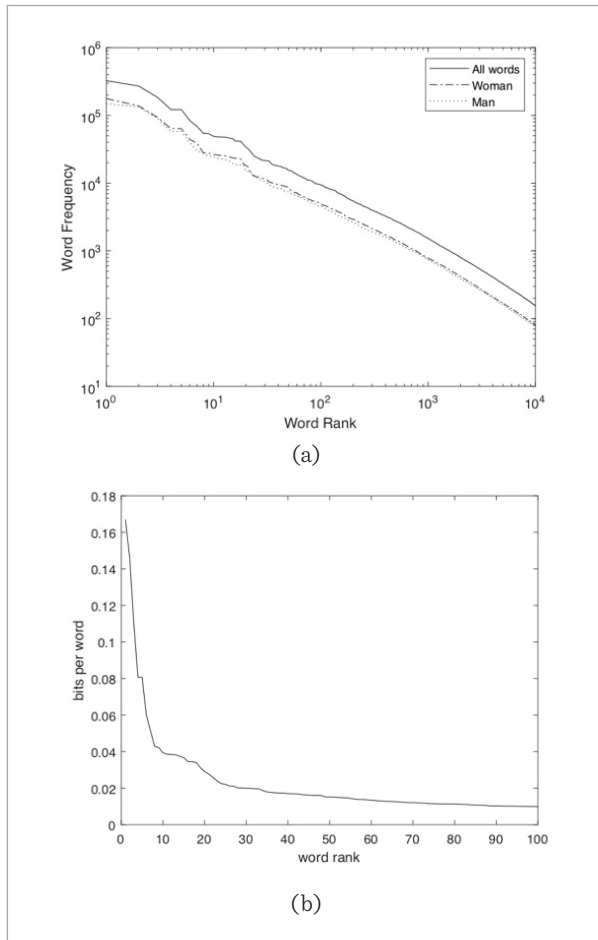 10^6
10^5
10^4
10^3
10^2
10^1
Word Frequency
All words
Woman
Man
10^0 10^1 10^2 10^3 10^4
Word Rank
(a)
0.18
0.16
0.14
0.12
0.1
0.08
0.06
0.04
0.02
0
bits per word
0 10 20 30 40 50 60 70 80 90 100
word rank
(b)